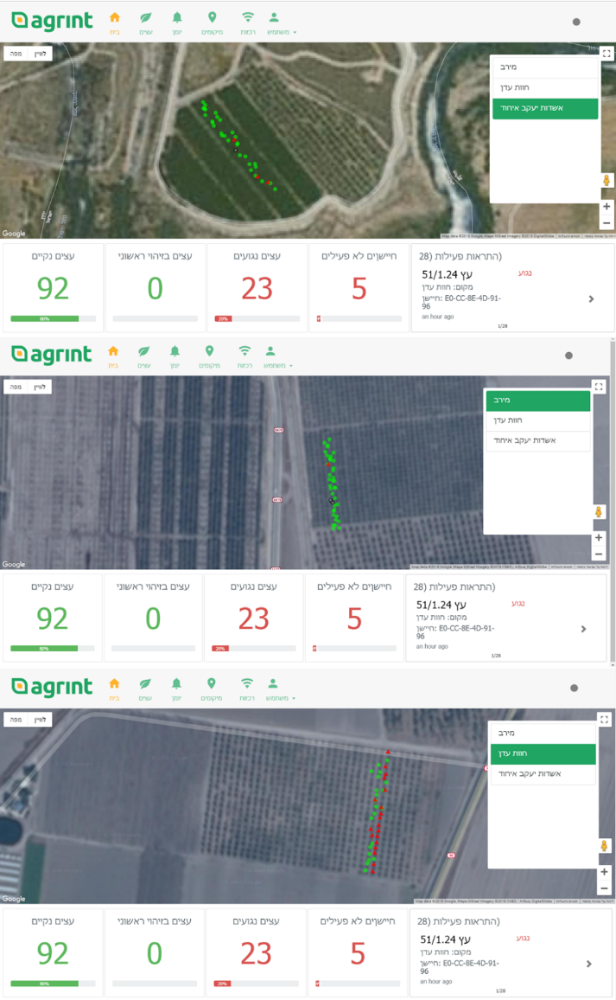 agrint
בית
עצים
יומן
מיקומים
רכזות
משתמש
לוויין
מפה
מירב
חוות עדן
אשדות יעקב איחוד
Google
עצים נקיים
עצים בזיהוי ראשוני
עצים נגועים
חיישןים לא פעילים
התראות פעילות (28)
92
0
23
5
80%
20%
עץ 51/1.24
נגוע
מקום: חוות עדן
חיישן: E0-CC-8E-4D-91-
96
an hour ago
1/28
agrint
בית
עצים
יומן
מיקומים
רכזות
משתמש
לוויין
מפה
מירב
חוות עדן
אשדות יעקב איחוד
Google
עצים נקיים
עצים בזיהוי ראשוני
עצים נגועים
חיישןים לא פעילים
התראות פעילות (28)
92
0
23
5
80%
20%
עץ 51/1.24
נגוע
מקום: חוות עדן
חיישן: E0-CC-8E-4D-91-
96
an hour ago
1/28
agrint
בית
עצים
יומן
מיקומים
רכזות
משתמש
לוויין
מפה
מירב
חוות עדן
אשדות יעקב איחוד
Google
עצים נקיים
עצים בזיהוי ראשוני
עצים נגועים
חיישןים לא פעילים
התראות פעילות (28)
92
0
23
5
80%
20%
עץ 51/1.24
נגוע
מקום: חוות עדן
חיישן: E0-CC-8E-4D-91-
96
an hour ago
1/28